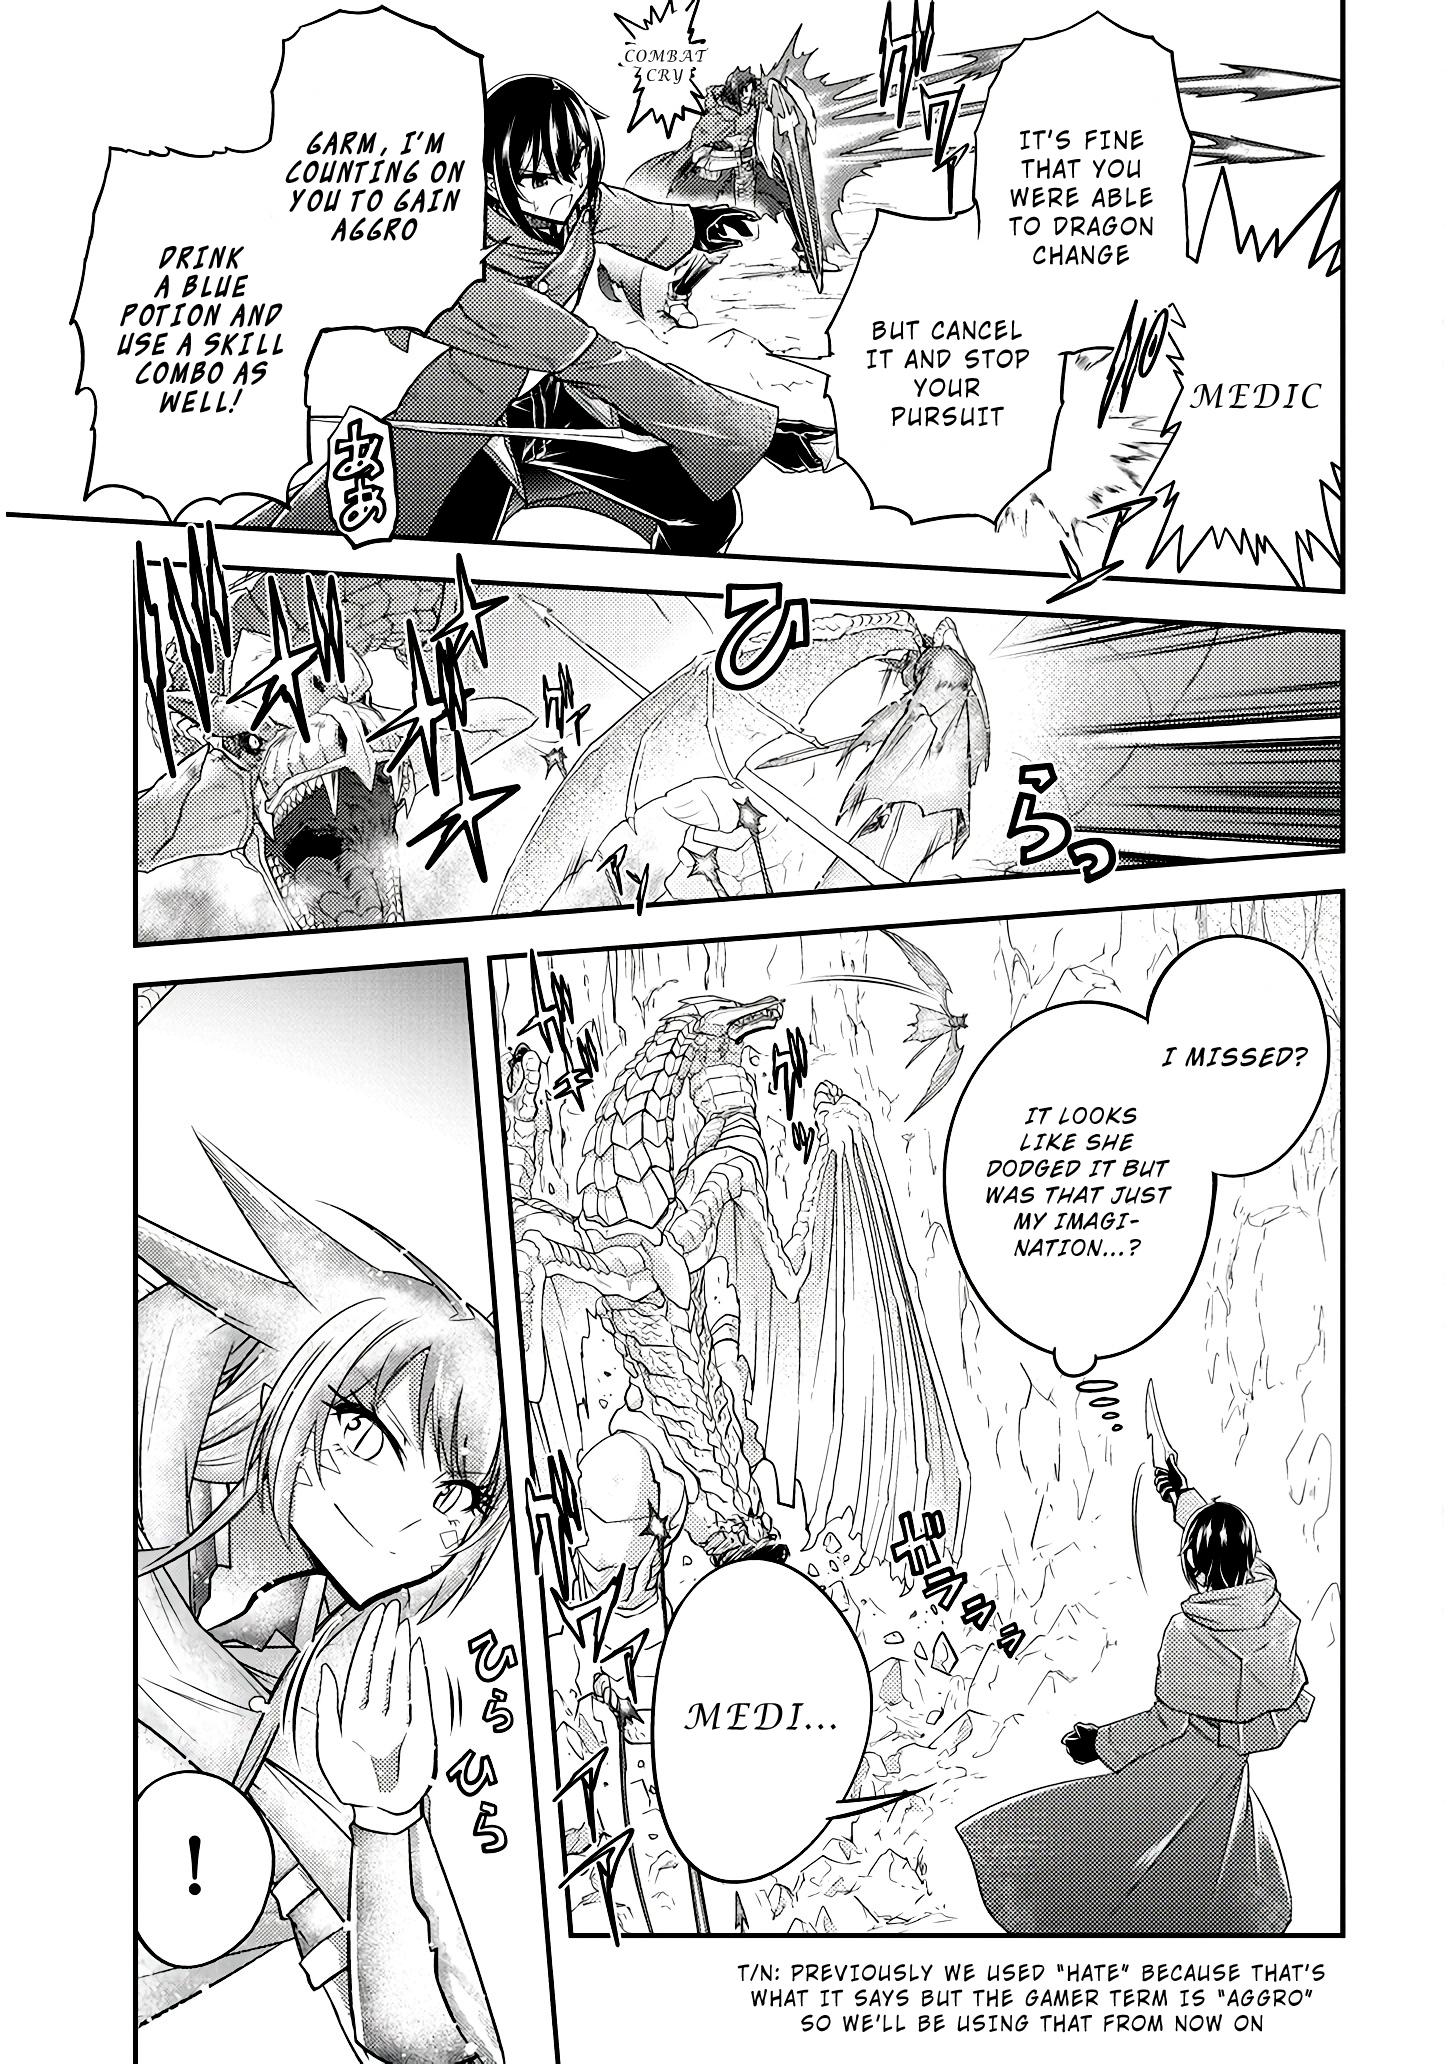 MEDIC
IT'S FINE
THAT YOU
WERE ABLE
TO DRAGON
CHANGE
BUT CANCEL
IT AND STOP
YOUR
PURSUIT
COMBAT
CRY
GARM, I'M
COUNTING ON
YOU TO GAIN
AGGRO
DRINK
A BLUE
POTION AND
USE A SKILL
COMBO AS
WELL!
ああ
ひらっ
I MISSED?
IT LOOKS
LIKE SHE
DODGED IT BUT
WAS THAT JUST
MY IMAGI-
NATION...?
MEDI...
ひらひら
!
T/N: PREVIOUSLY WE USED "HATE" BECAUSE THAT'S
WHAT IT SAYS BUT THE GAMER TERM IS "AGGRO"
SO WE'LL BE USING THAT FROM NOW ON